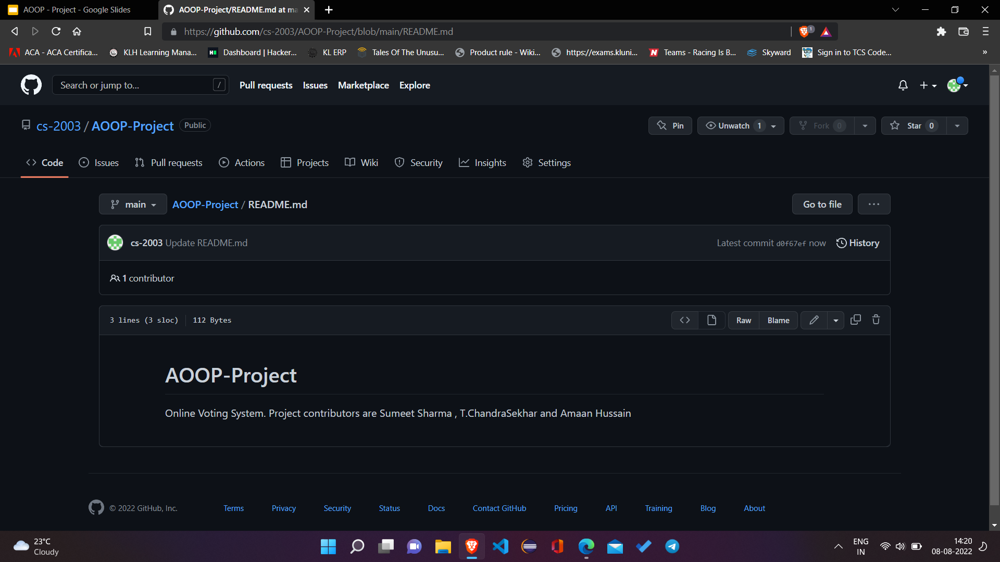 AOOP - Project - Google Slides
AOOP-Project/README.md at ma
https://github.com/cs-2003/AOOP-Project/blob/main/README.md
1
ACA - ACA Certifica... KLH Learning Mana... Dashboard | Hacker... KL ERP Tales Of The Unusu... Product rule - Wiki... https://exams.kluni... Teams - Racing Is B... Skyward Sign in to TCS Code... »
Search or jump to... / Pull requests Issues Marketplace Explore
cs-2003 / AOOP-Project Public Pin Unwatch 1 Fork 0 Star 0
Code Issues Pull requests Actions Projects Wiki Security Insights Settings
main AOOP-Project / README.md Go to file ...
cs-2003 Update README.md Latest commit d0f67ef now History
1 contributor
3 lines (3 sloc) 112 Bytes Raw Blame
AOOP-Project
Online Voting System. Project contributors are Sumeet Sharma , T.ChandraSekhar and Amaan Hussain
© 2022 GitHub, Inc. Terms Privacy Security Status Docs Contact GitHub Pricing API Training Blog About
23°C
Cloudy
ENG
IN
14:20
08-08-2022